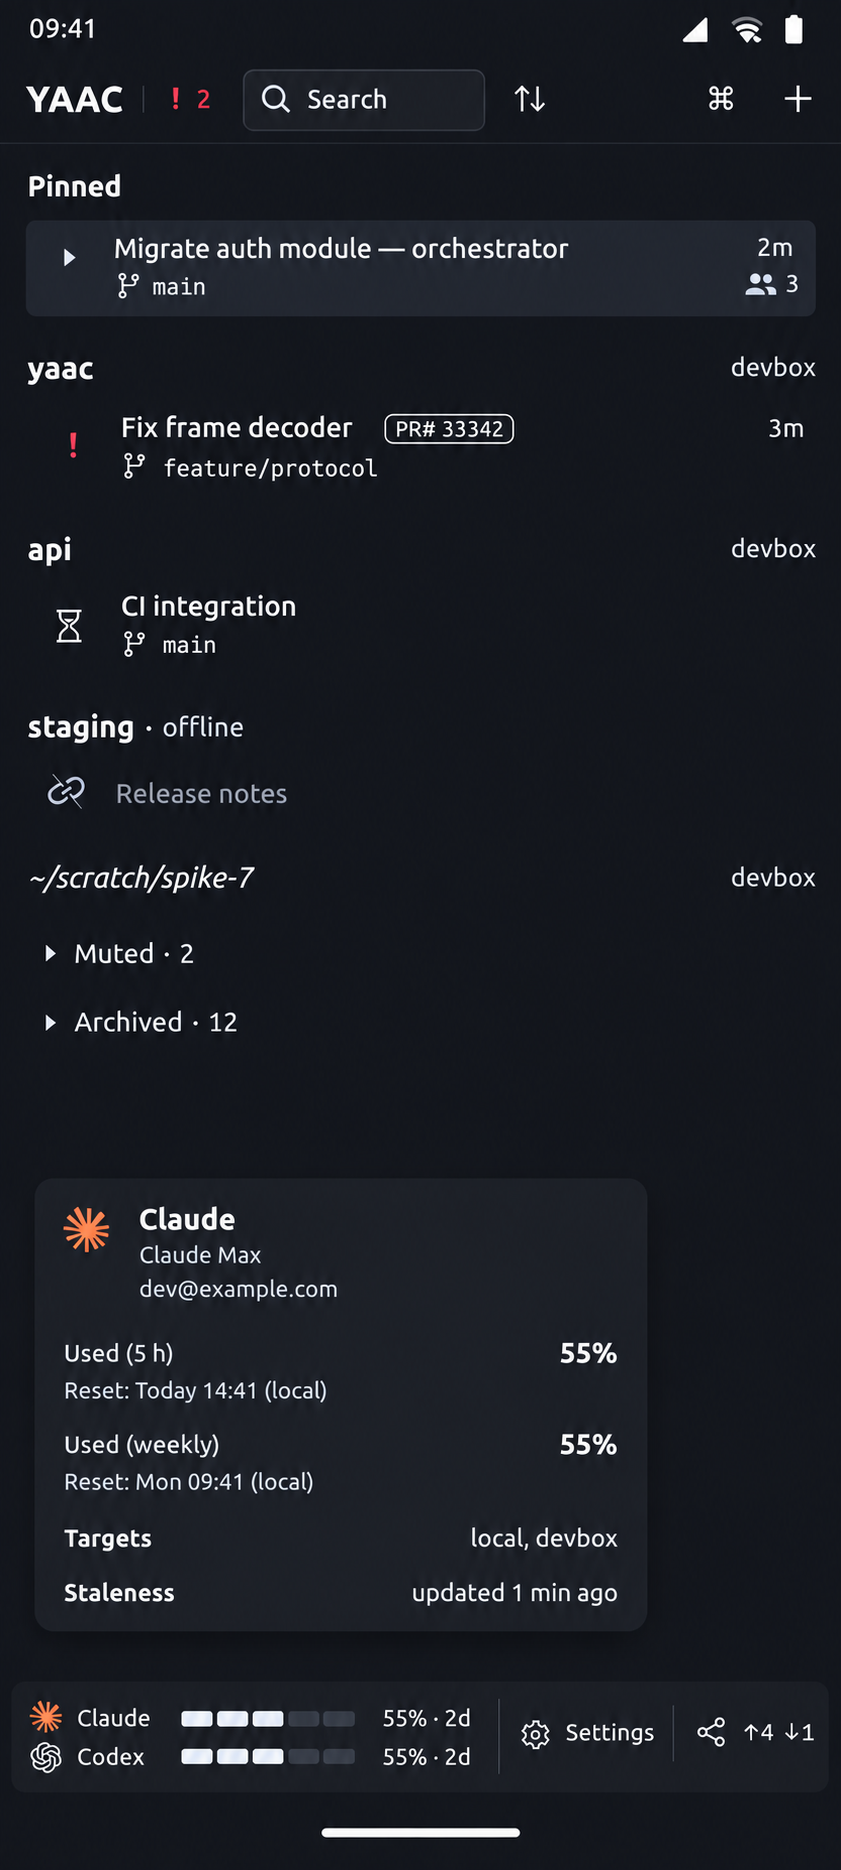 09:41
YAAC ! 2 Search ↑↓ ⌘ +
Pinned
Migrate auth module — orchestrator 2m
main 3
yaac devbox
! Fix frame decoder PR# 33342 3m
feature/protocol
api devbox
CI integration
main
staging · offline
Release notes
~/scratch/spike-7 devbox
Muted · 2
Archived · 12
Claude
Claude Max
dev@example.com
Used (5 h) 55%
Reset: Today 14:41 (local)
Used (weekly) 55%
Reset: Mon 09:41 (local)
Targets local, devbox
Staleness updated 1 min ago
Claude 55% · 2d
Codex 55% · 2d
Settings ↑4 ↓1